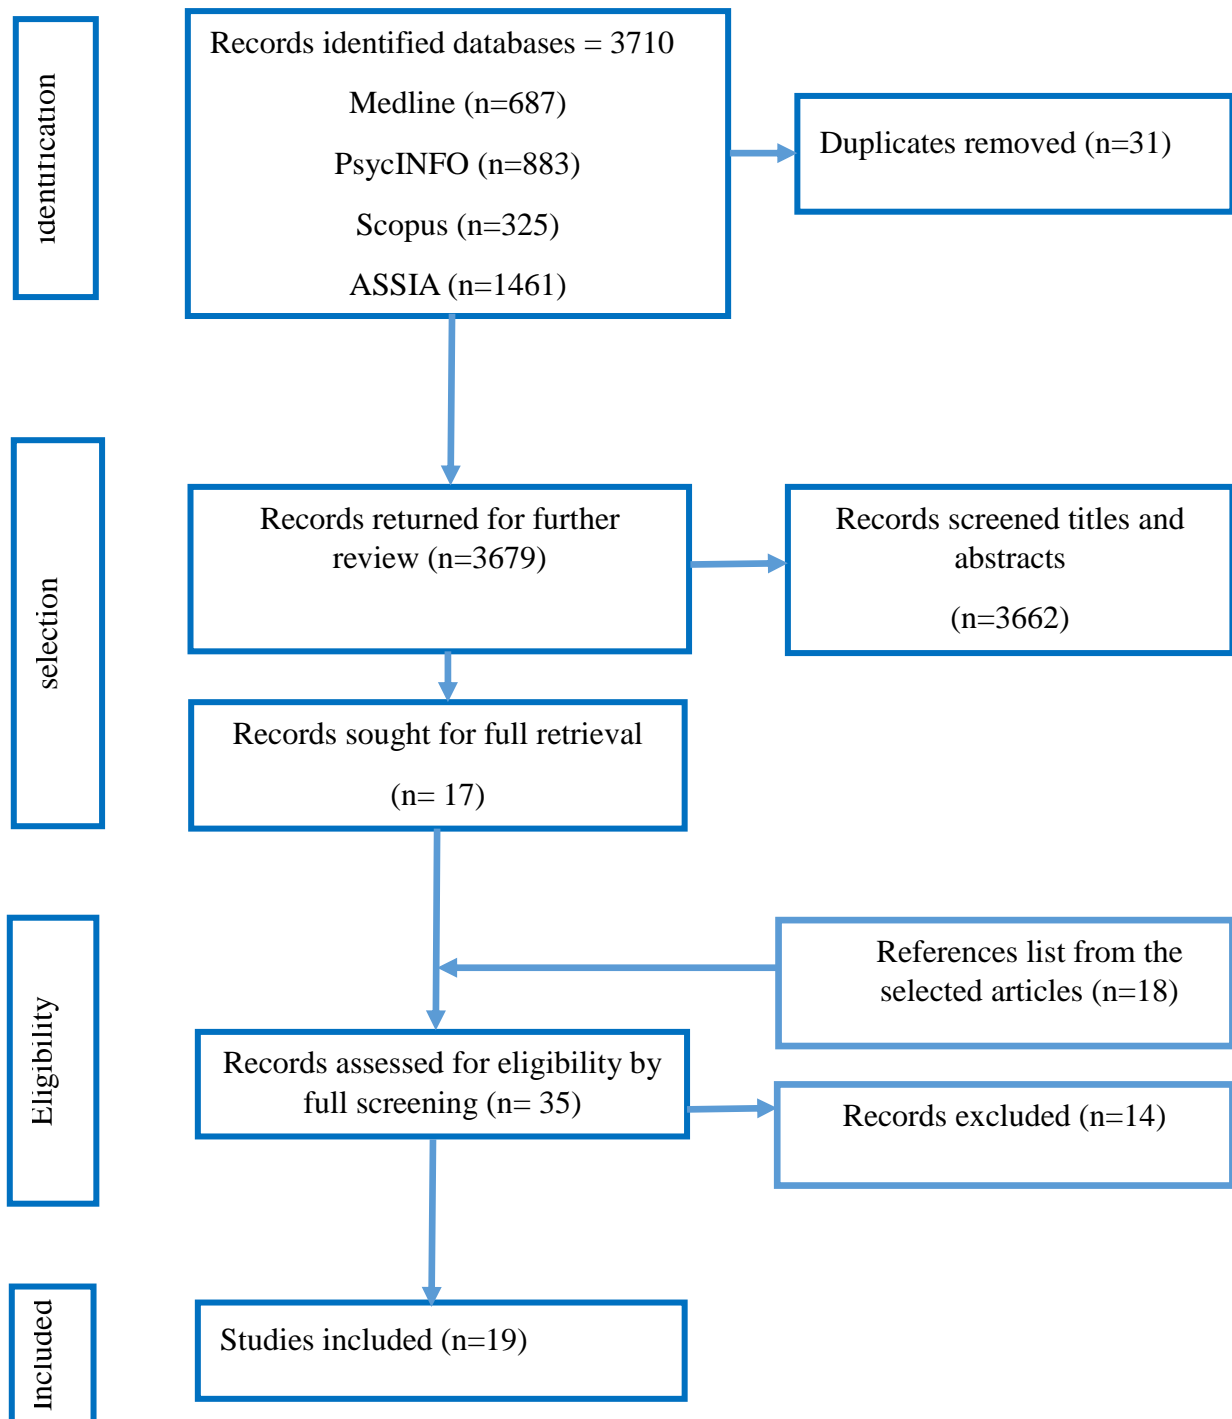 identification
Records identified databases = 3710
Medline (n=687)
PsycINFO (n=883)
Scopus (n=325)
ASSIA (n=1461)
Duplicates removed (n=31)
selection
Records returned for further
review (n=3679)
Records screened titles and
abstracts
(n=3662)
Records sought for full retrieval
(n= 17)
Eligibility
References list from the
selected articles (n=18)
Records assessed for eligibility by
full screening (n= 35)
Records excluded (n=14)
Included
Studies included (n=19)